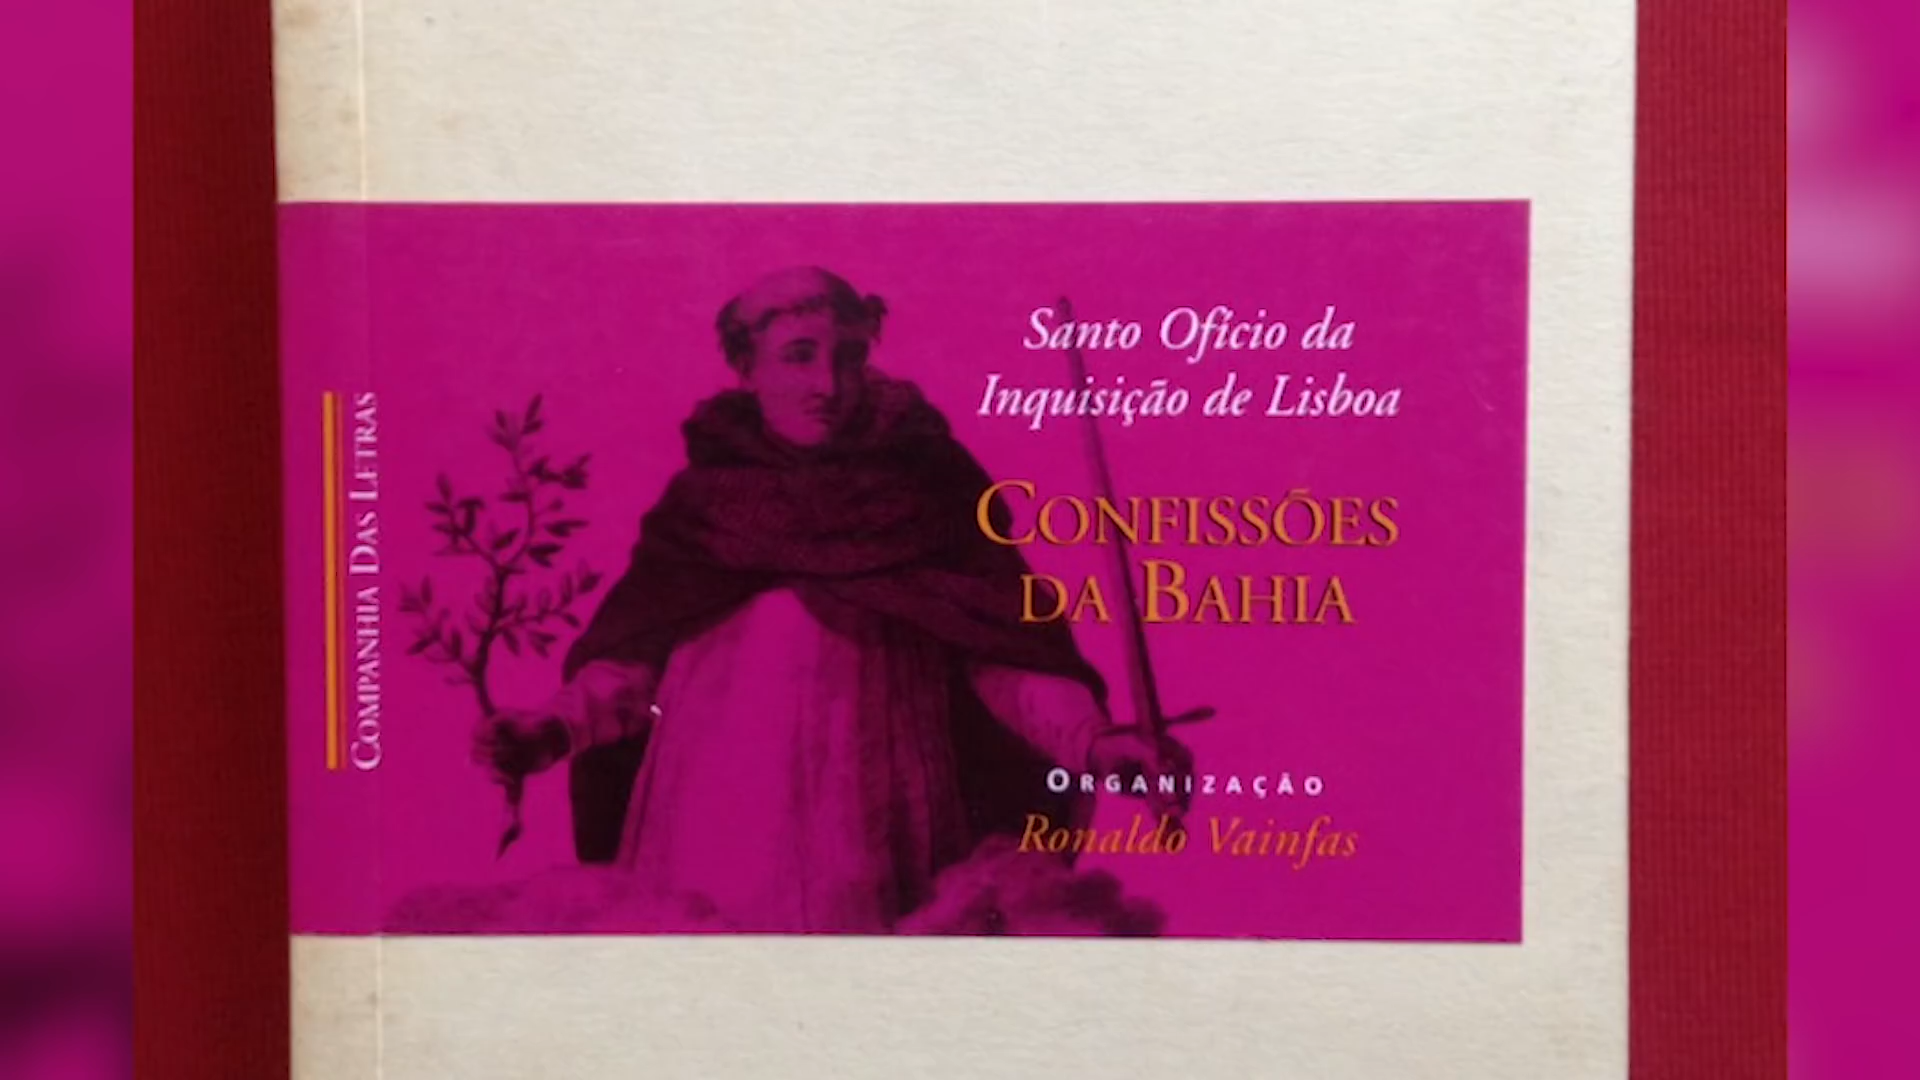 Santo Ofício da
Inquisição de Lisboa
CONFISSÕES
DA BAHIA
ORGANIZAÇÃO
Ronaldo Vainfas
COMPANHIA DAS LETRAS